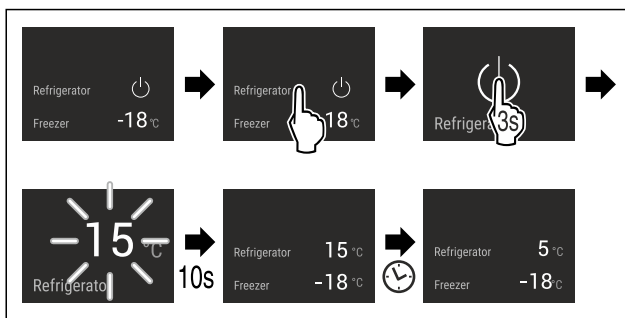 Refrigerator
Freezer -18 °C
Refrigerator
Freezer 18 °C
Refrigera 3s
15 °C
Refrigerato
10s
Refrigerator 15 °C
Freezer -18 °C
Refrigerator 5 °C
Freezer -18 °C